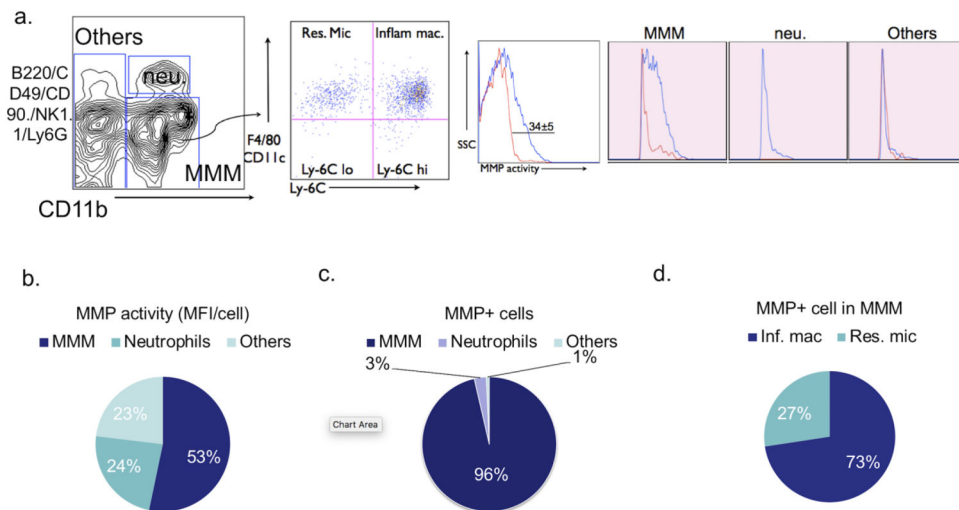 a.
Others
B220/C
D49/CD
90./NK1.
1/Ly6G
neu.
MMM
CD11b
F4/80
CD11c
Res. Mic
Inflam mac.
Ly-6C lo
Ly-6C hi
Ly-6C
SSC
34±5
MMP activity
MMM
neu.
Others
b.
MMP activity (MFI/cell)
MMM Neutrophils Others
23%
24%
53%
c.
MMP+ cells
MMM Neutrophils Others
3%
1%
Chart Area
96%
d.
MMP+ cell in MMM
Inf. mac Res. mic
27%
73%